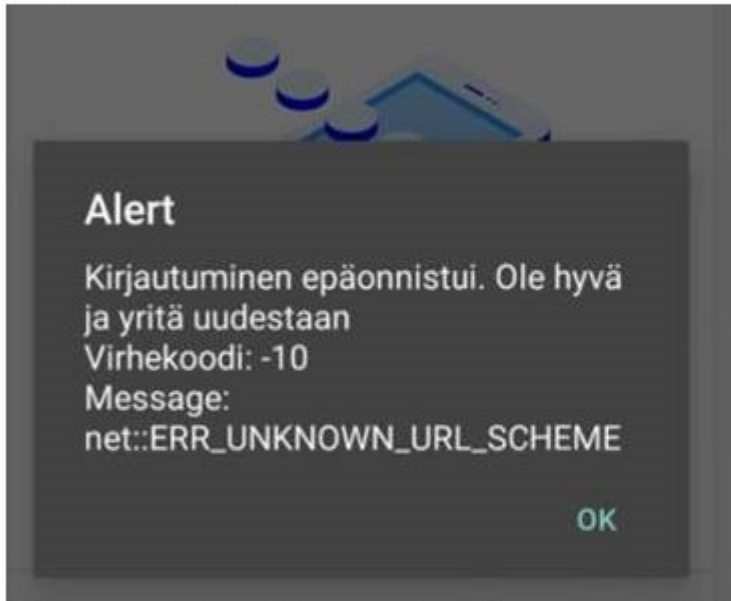 Alert
Kirjautuminen epäonnistui. Ole hyvä
ja yritä uudestaan
Virhekoodi: -10
Message:
net::ERR_UNKNOWN_URL_SCHEME
OK